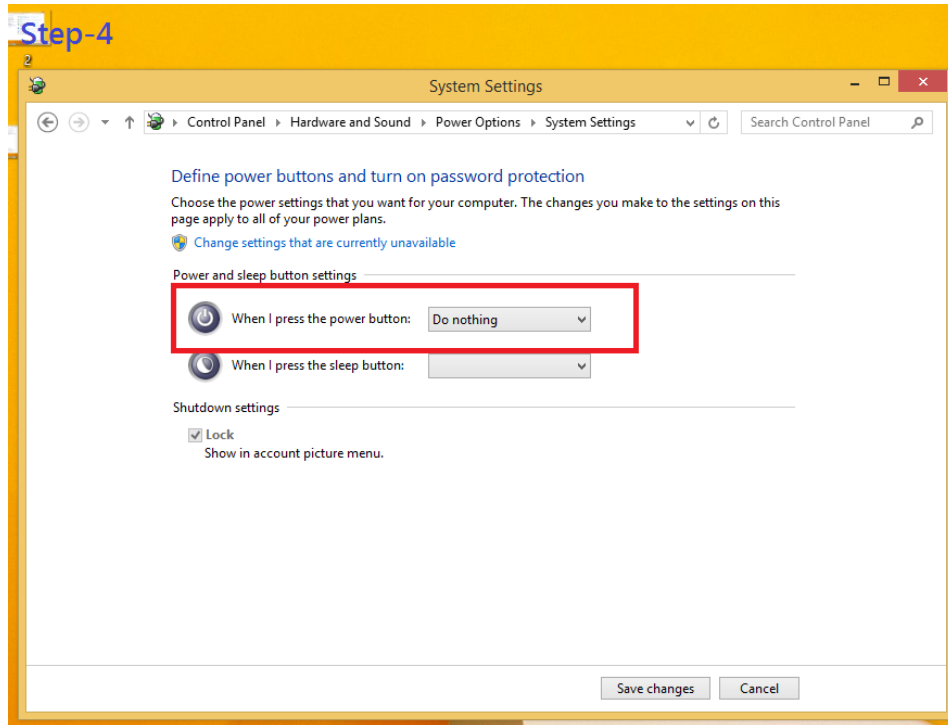 Step-4
2
System Settings
Control Panel Hardware and Sound Power Options System Settings Search Control Panel
Define power buttons and turn on password protection
Choose the power settings that you want for your computer. The changes you make to the settings on this
page apply to all of your power plans.
Change settings that are currently unavailable
Power and sleep button settings
When I press the power button: Do nothing
When I press the sleep button:
Shutdown settings
Lock
Show in account picture menu.
Save changes Cancel